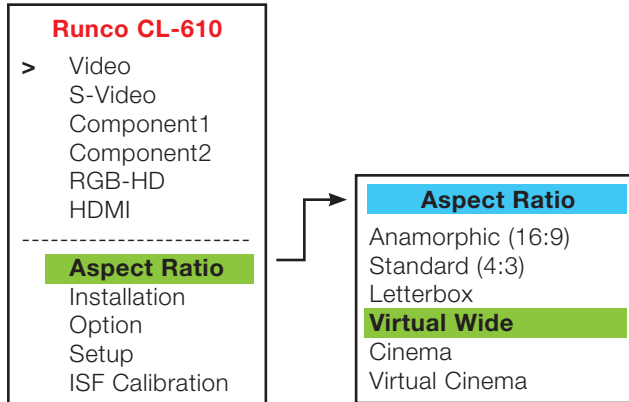 Runco CL-610
> Video
S-Video
Component1
Component2
RGB-HD
HDMI
Aspect Ratio
Installation
Option
Setup
ISF Calibration
Aspect Ratio
Anamorphic (16:9)
Standard (4:3)
Letterbox
Virtual Wide
Cinema
Virtual Cinema